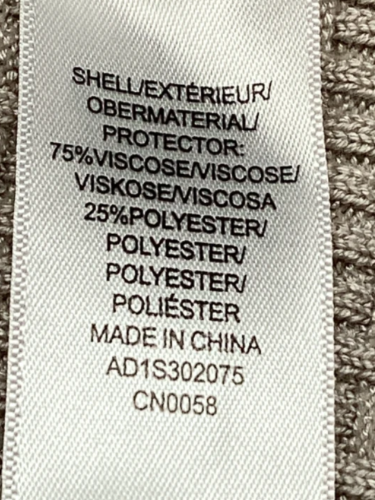 SHELL/EXTÉRIEUR/
OBERMATERIAL/
PROTECTOR:
75%VISCOSE/VISCOSE/
VISKOSE/VISCOSA
25%POLYESTER/
POLYESTER/
POLYESTER/
POLIÉSTER
MADE IN CHINA
AD1S302075
CN0058